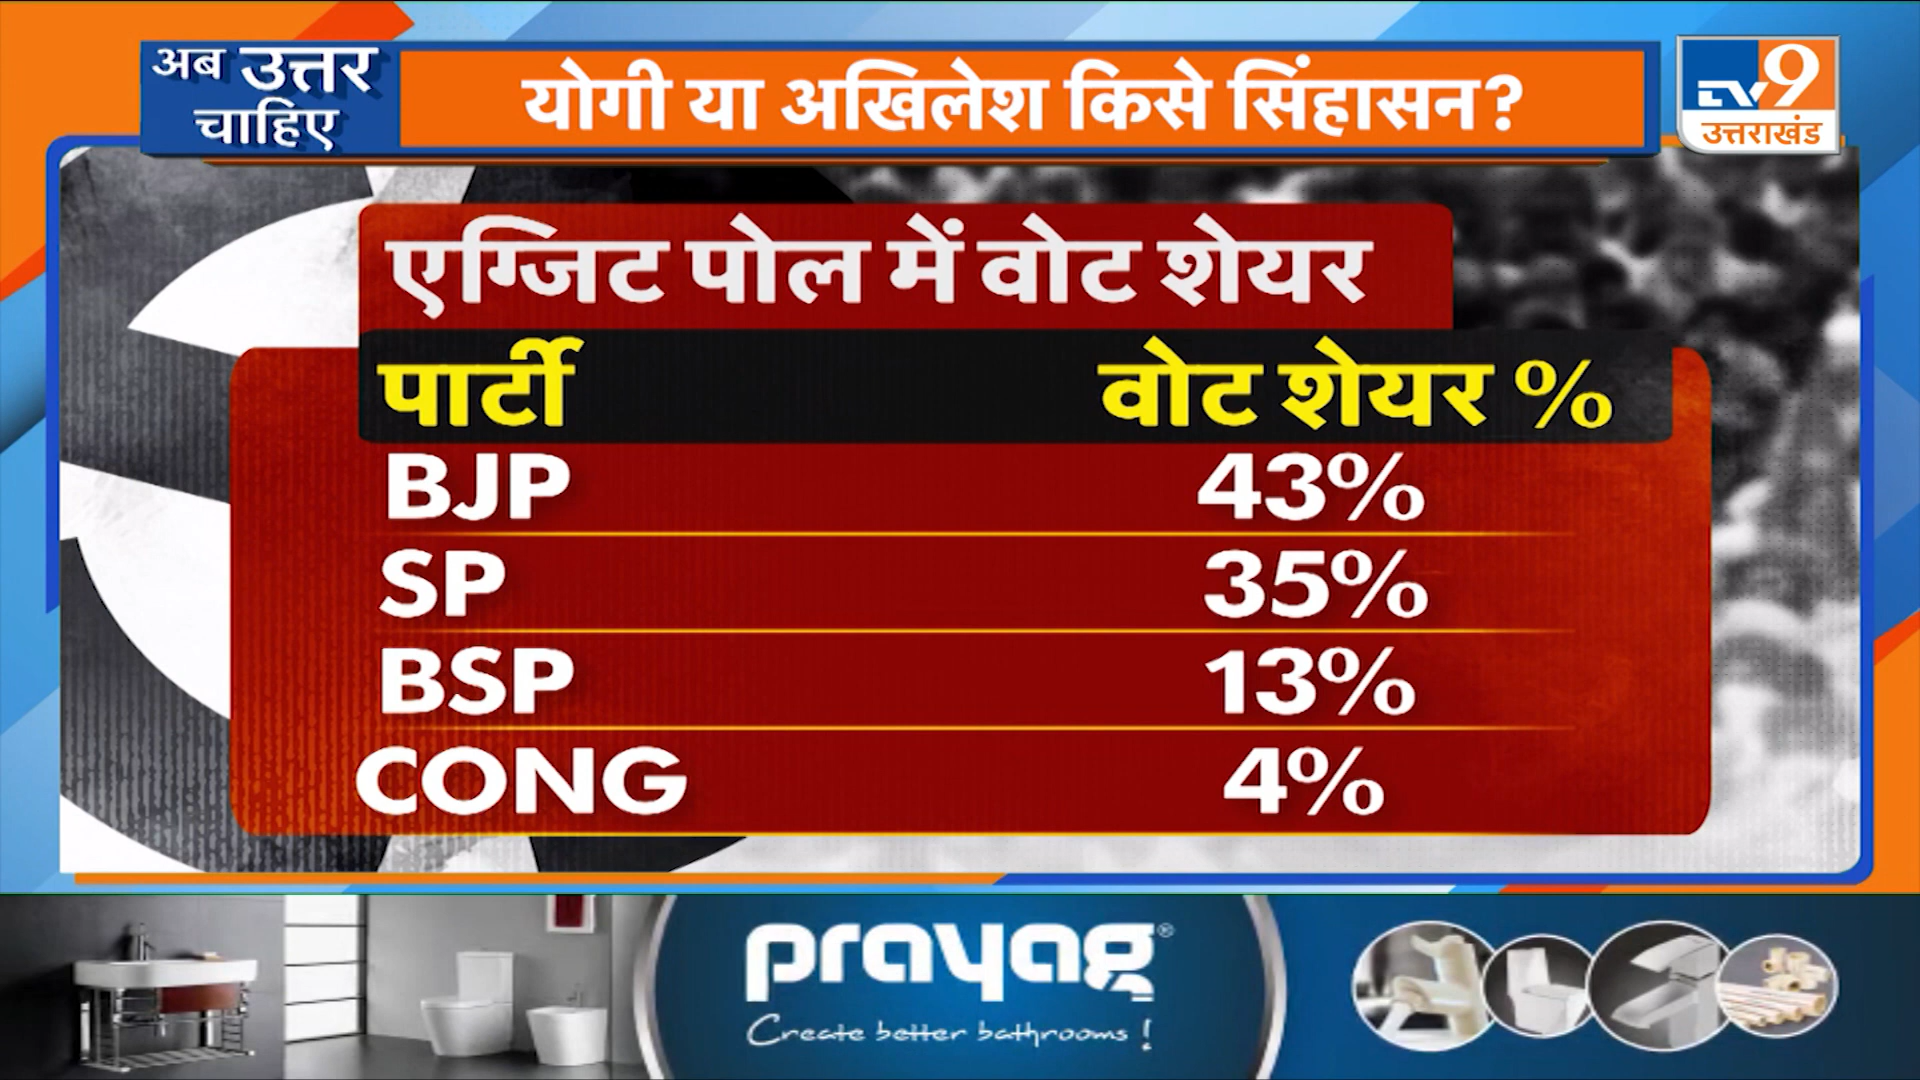 अब उत्तर
चाहिए
योगी या अखिलेश किसे सिंहासन?
TV9
उत्तराखंड
एग्जिट पोल में वोट शेयर
पार्टी वोट शेयर %
BJP 43%
SP 35%
BSP 13%
CONG 4%
prayag®
Create better bathrooms !